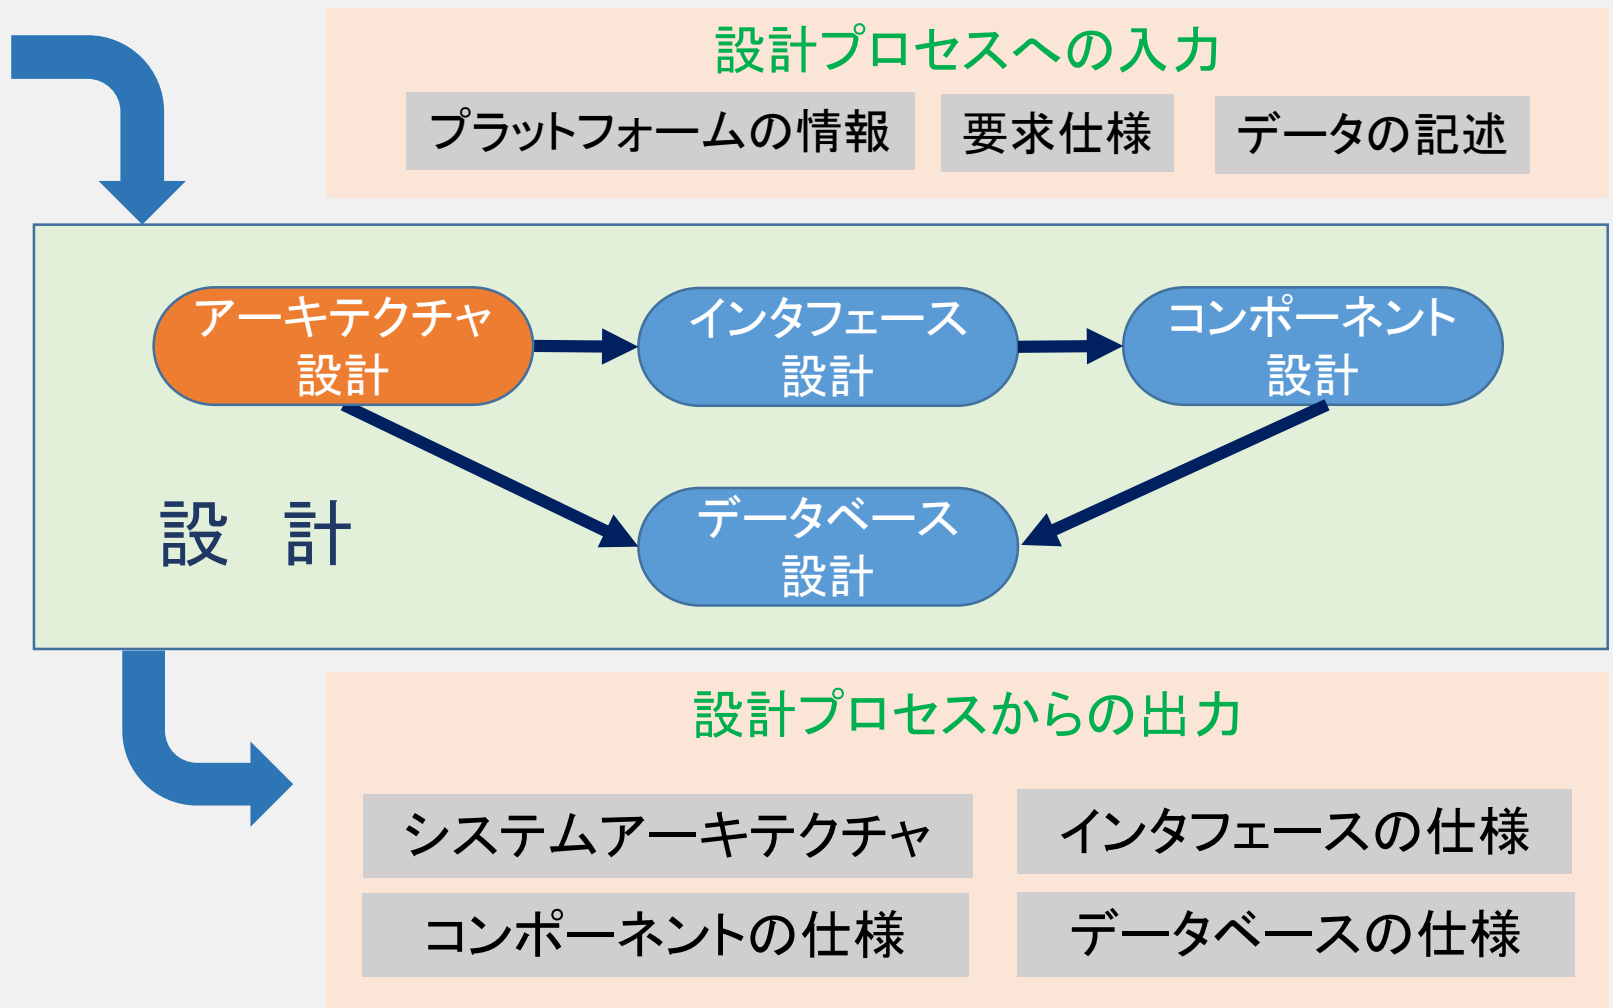 設計プロセスへの入力
プラットフォームの情報
要求仕様
データの記述
アーキテクチャ
設計
インタフェース
設計
コンポーネント
設計
データベース
設計
設 計
設計プロセスからの出力
システムアーキテクチャ
インタフェースの仕様
コンポーネントの仕様
データベースの仕様